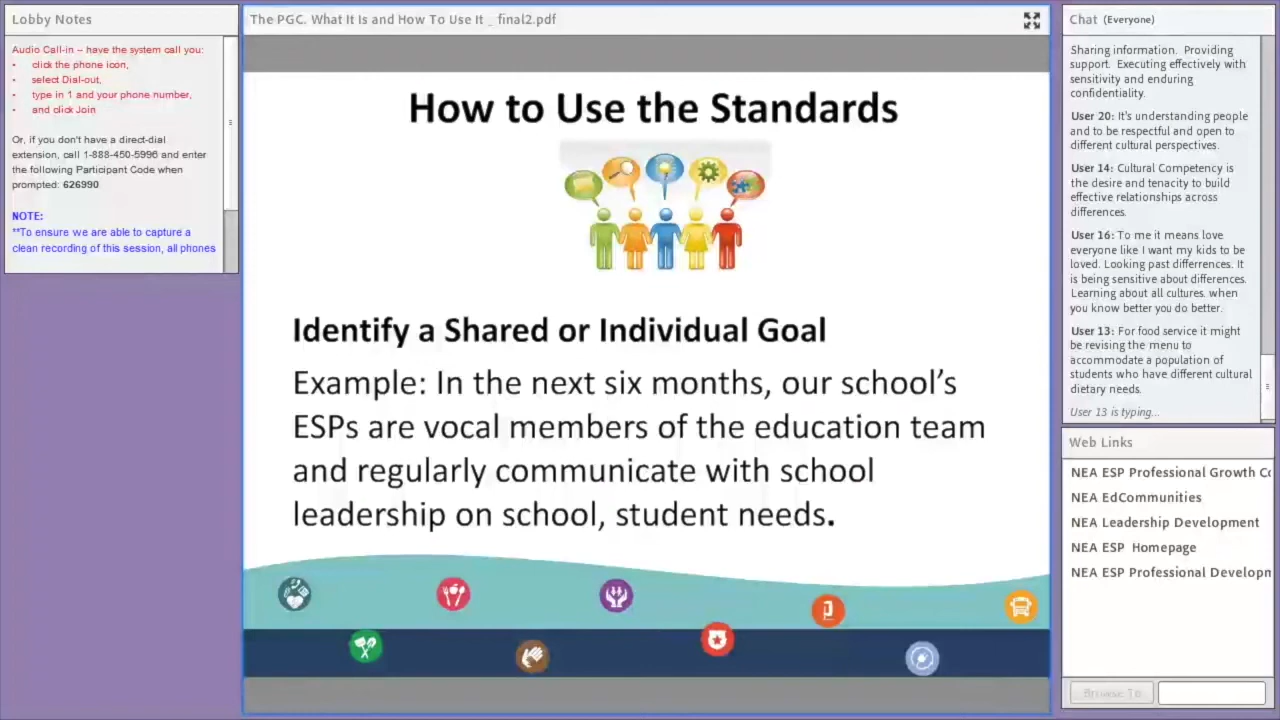 Lobby Notes
Audio Call-in – have the system call you:
• click the phone icon,
• select Dial-out,
• type in 1 and your phone number,
• and click Join
Or, if you don't have a direct-dial
extension, call 1-888-450-5996 and enter
the following Participant Code when
prompted: 626990
NOTE:
**To ensure we are able to capture a
clean recording of this session, all phones
The PGC. What It Is and How To Use It _ final2.pdf
How to Use the Standards
Identify a Shared or Individual Goal
Example: In the next six months, our school’s
ESPs are vocal members of the education team
and regularly communicate with school
leadership on school, student needs.
Chat (Everyone)
Sharing information. Providing
support. Executing effectively with
sensitivity and enduring
confidentiality.
User 20: It's understanding people
and to be respectful and open to
different cultural perspectives.
User 14: Cultural Competency is
the desire and tenacity to build
effective relationships across
differences.
User 16: To me it means love
everyone like I want my kids to be
loved. Looking past differrences. It
is being sensitive about differences.
Learning about all cultures. when
you know better you do better.
User 13: For food service it might
be revising the menu to
accommodate a population of
students who have different cultural
dietary needs.
User 13 is typing...
Web Links
NEA ESP Professional Growth Co
NEA EdCommunities
NEA Leadership Development
NEA ESP Homepage
NEA ESP Professional Developn
Browse To